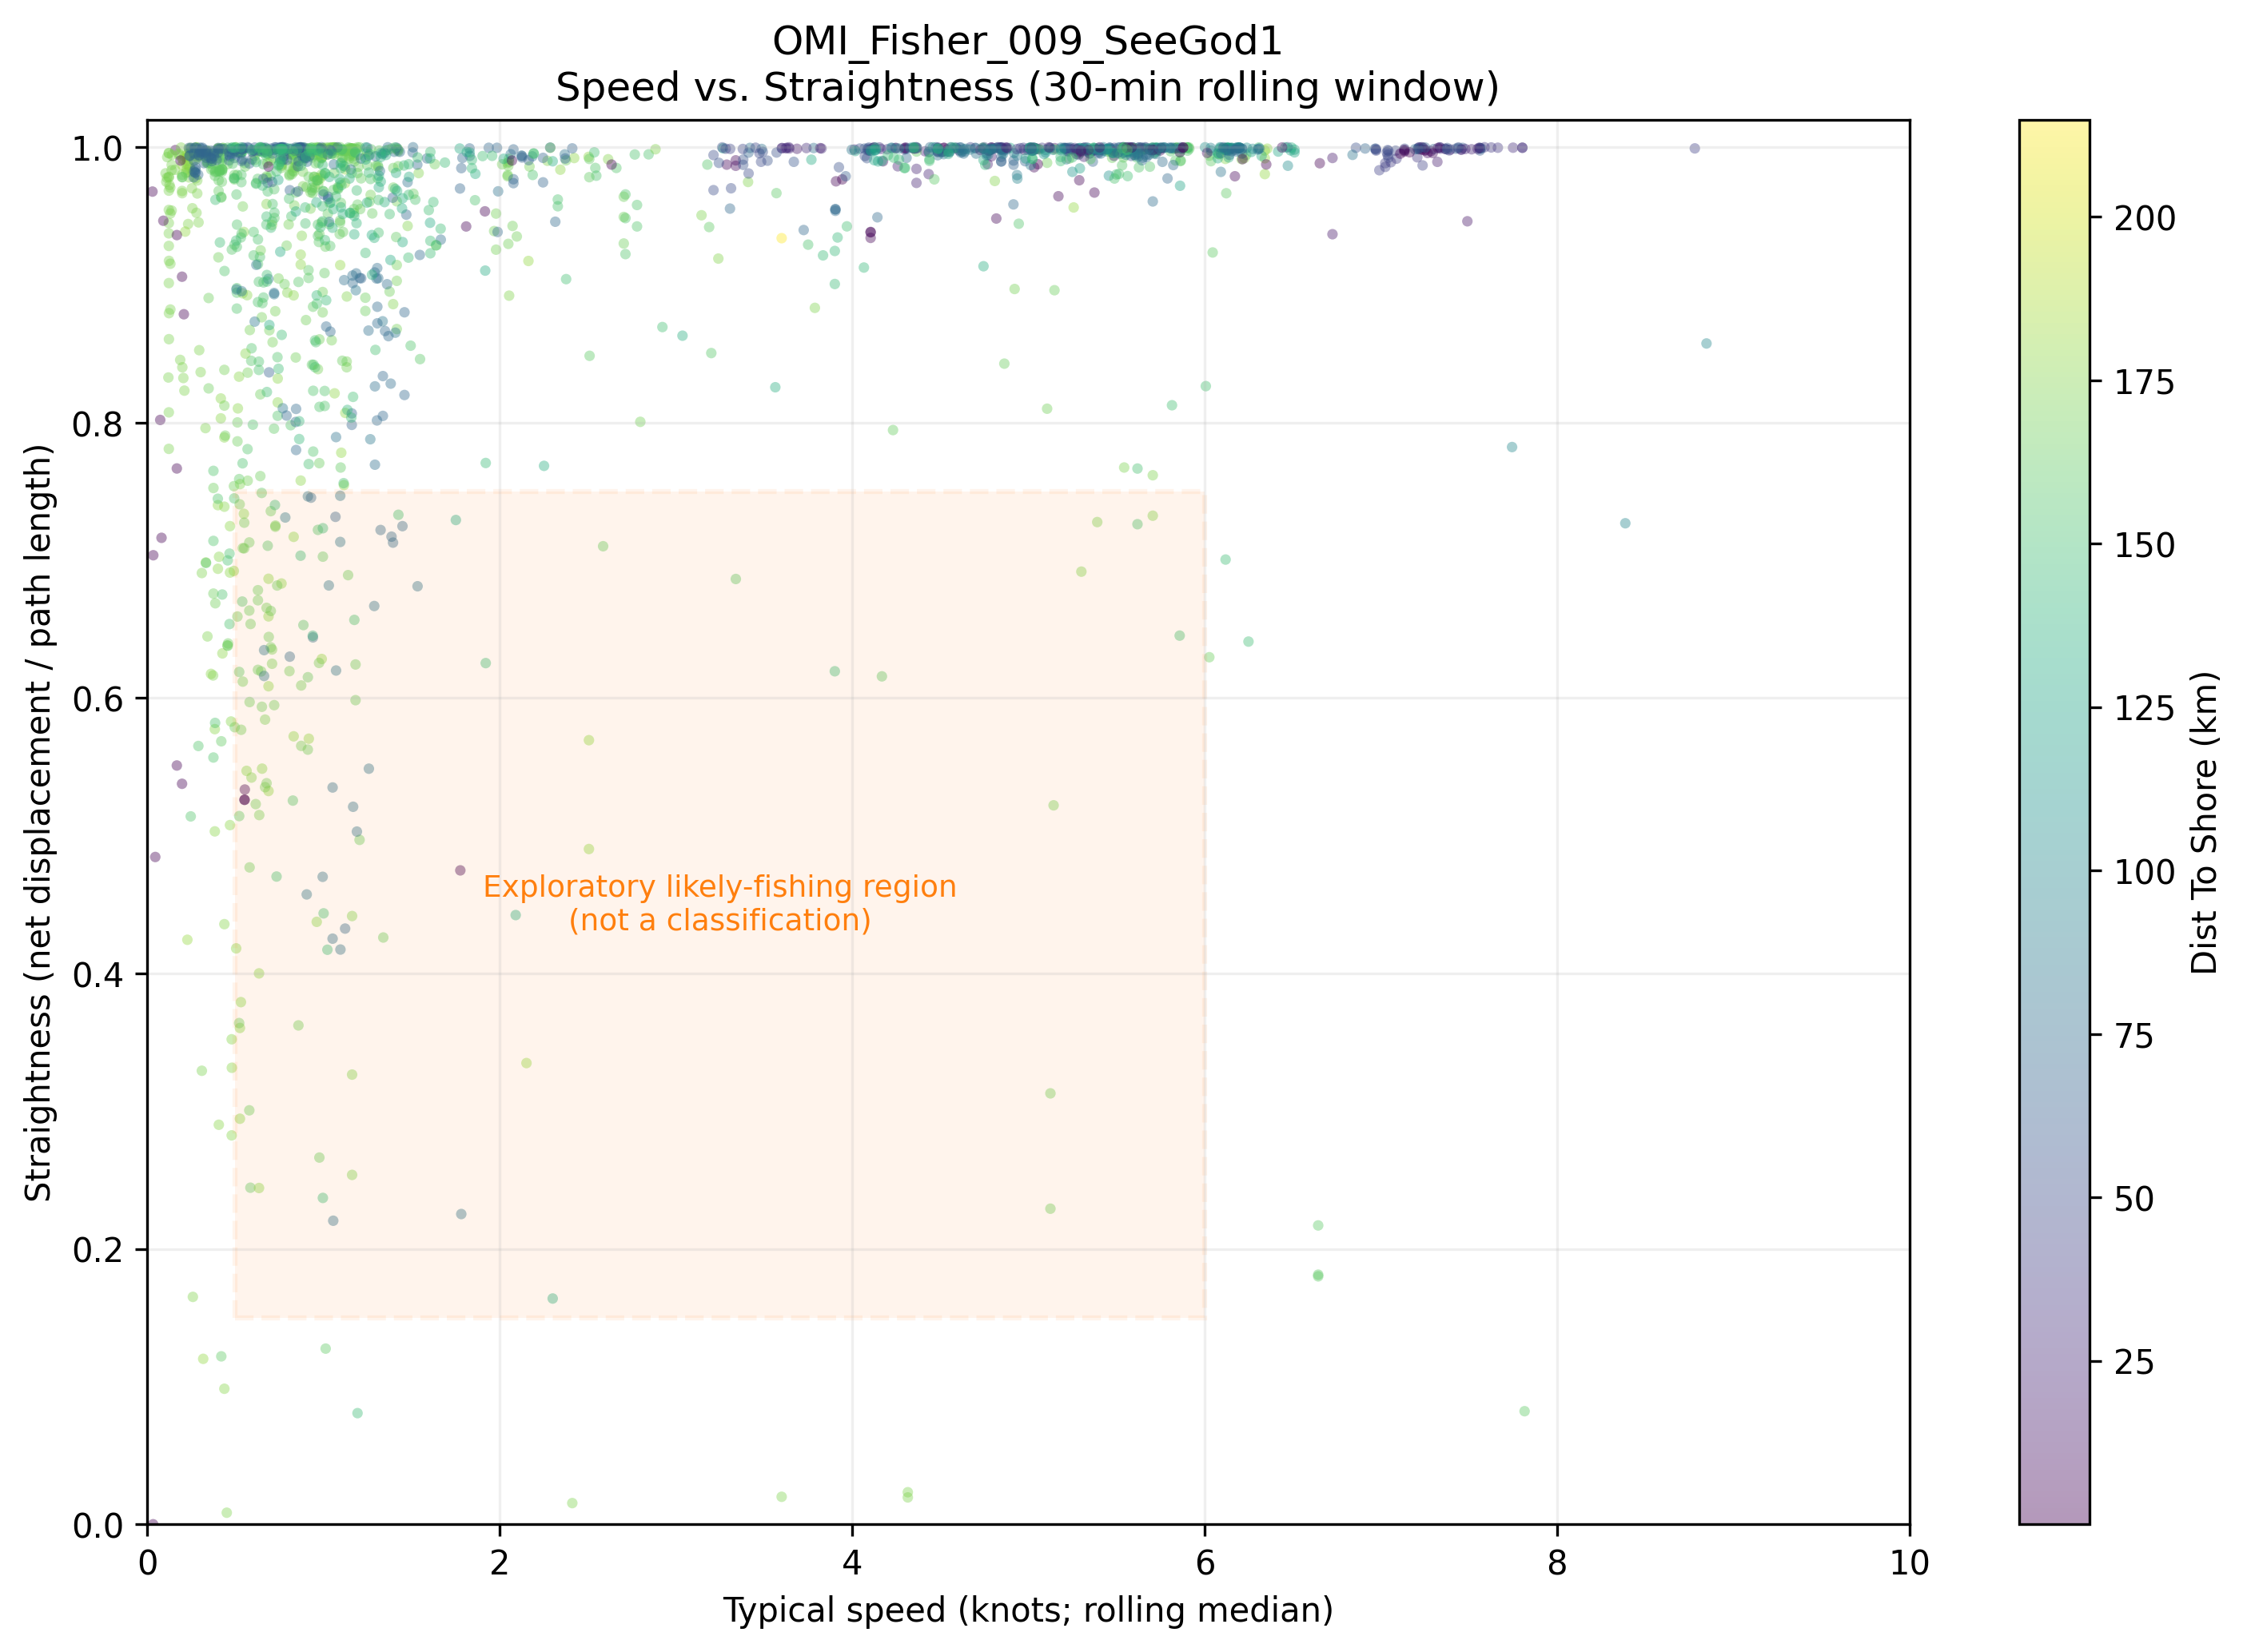 OMI_Fisher_009_SeeGod1
Speed vs. Straightness (30-min rolling window)
1.0
0.8
0.6
0.4
0.2
0.0
Straightness (net displacement / path length)
Exploratory likely-fishing region
(not a classification)
0
2
4
6
8
10
Typical speed (knots; rolling median)
200
175
150
125
100
75
50
25
Dist To Shore (km)